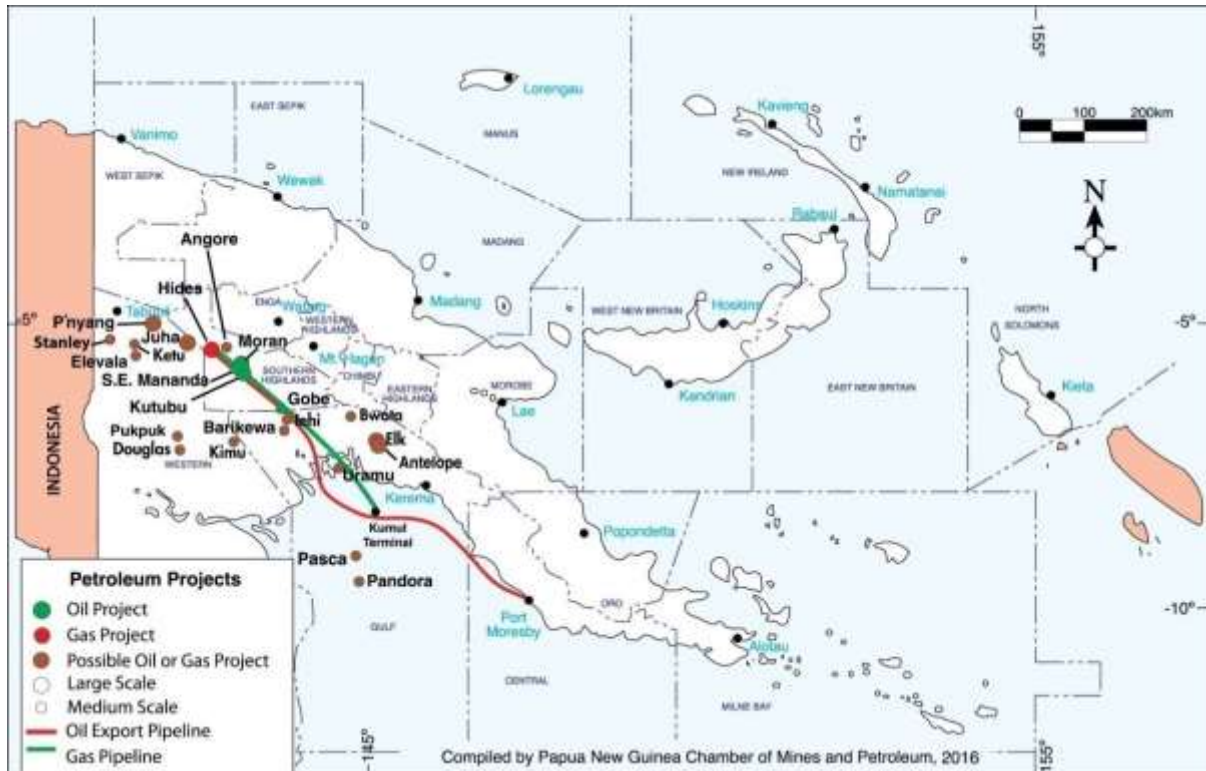 155°
Lorengau
Kavieng
0 100 200km
EAST SEPIK
MANUS
Vanimo
WEST SEPIK
NEW IRELAND
Wewak
Namatanai
N
Rabaul
Angore
MADANG
Hides
ENGA
Wabag
Madang
WEST NEW BRITAIN
Hoskins
NORTH
SOLOMONS
5°
-5°
Tabubil
P'nyang
WESTERN
HIGHLANDS
Stanley
Juha
Moran
Mt Hagen
Ketu
Elevala
SOUTHERN
HIGHLANDS
CHIMBU
S.E. Mananda
EASTERN
HIGHLANDS
MOROBE
Kandrian
EAST NEW BRITAIN
Kieta
Kutubu
Gobe
Lae
Iehi
Bwata
Pukpuk
Barikewa
Elk
Douglas
Kimu
Antelope
WESTERN
INDONESIA
Uramu
Kerema
Kumul
Terminal
Popondetta
Pasca
Pandora
ORO
Port
Moresby
-10°
GULF
Alotau
CENTRAL
MILNE BAY
Petroleum Projects
Oil Project
Gas Project
Possible Oil or Gas Project
Large Scale
Medium Scale
Oil Export Pipeline
Gas Pipeline
145°
Compiled by Papua New Guinea Chamber of Mines and Petroleum, 2016
155°